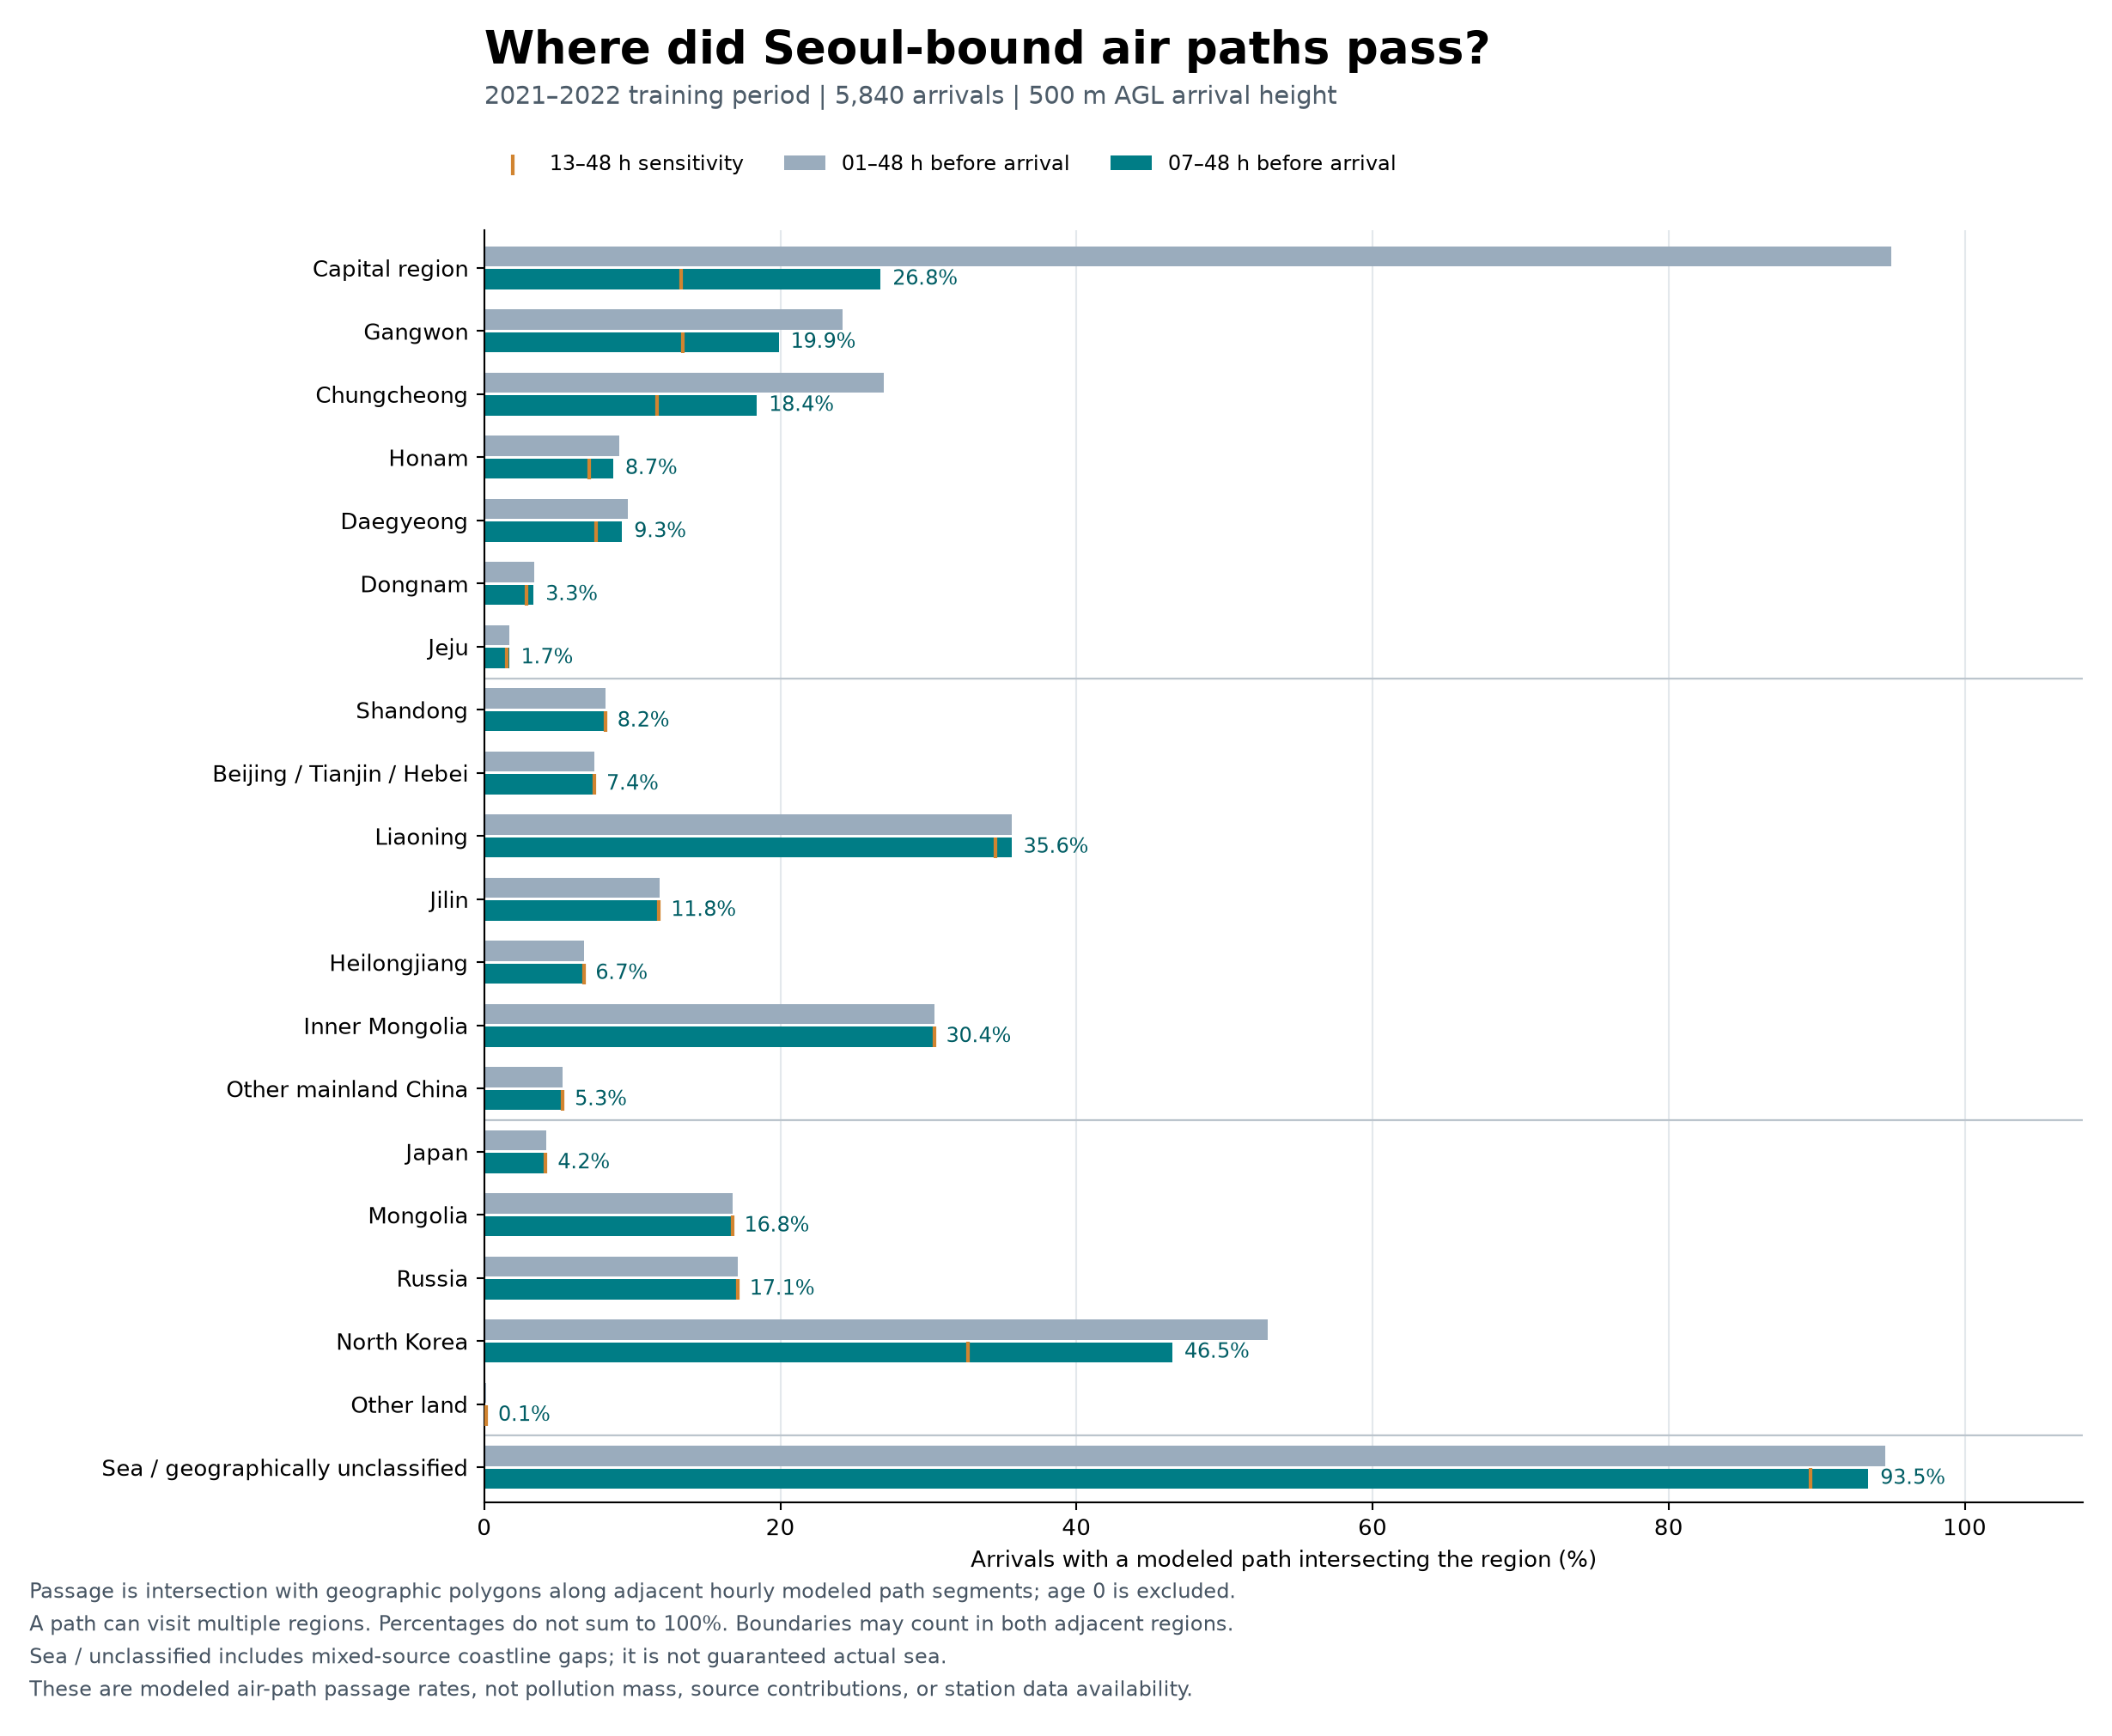 Where did Seoul-bound air paths pass?
2021–2022 training period | 5,840 arrivals | 500 m AGL arrival height
13–48 h sensitivity
01–48 h before arrival
07–48 h before arrival
Capital region
26.8%
Gangwon
19.9%
Chungcheong
18.4%
Honam
8.7%
Daegyeong
9.3%
Dongnam
3.3%
Jeju
1.7%
Shandong
8.2%
Beijing / Tianjin / Hebei
7.4%
Liaoning
35.6%
Jilin
11.8%
Heilongjiang
6.7%
Inner Mongolia
30.4%
Other mainland China
5.3%
Japan
4.2%
Mongolia
16.8%
Russia
17.1%
North Korea
46.5%
Other land
0.1%
Sea / geographically unclassified
93.5%
0 20 40 60 80 100
Arrivals with a modeled path intersecting the region (%)
Passage is intersection with geographic polygons along adjacent hourly modeled path segments; age 0 is excluded.
A path can visit multiple regions. Percentages do not sum to 100%. Boundaries may count in both adjacent regions.
Sea / unclassified includes mixed-source coastline gaps; it is not guaranteed actual sea.
These are modeled air-path passage rates, not pollution mass, source contributions, or station data availability.